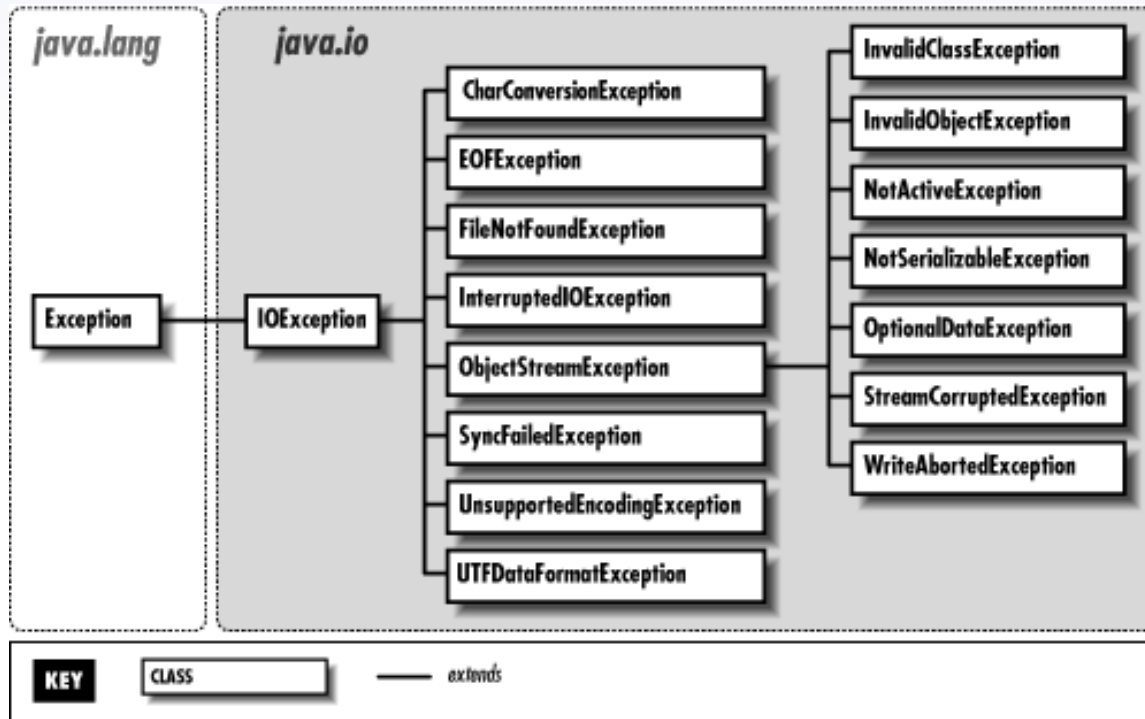 java.lang
java.io
Exception
IOException
CharConversionException
EOFException
FileNotFoundException
InterruptedIOException
ObjectStreamException
SyncFailedException
UnsupportedEncodingException
UTFDataFormatException
InvalidClassException
InvalidObjectException
NotActiveException
NotSerializableException
OptionalDataException
StreamCorruptedException
WriteAbortedException
KEY
CLASS
extends